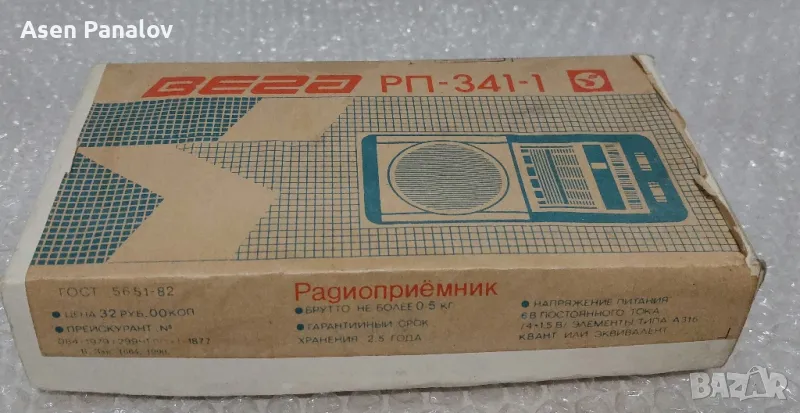 Asen Panalov
Вега РП-341-1
ГОСТ 5651-82
• ЦЕНА 32 РУБ. 00 КОП
• ПРЕЙСКУРАНТ №
Радиоприёмник
• БРУТТО НЕ БОЛЕЕ 0.5 КГ
• ГАРАНТИЙНЫЙ СРОК
ХРАНЕНИЯ 2.5 ГОДА
• НАПРЯЖЕНИЕ ПИТАНИЯ
6 В ПОСТОЯННОГО ТОКА
/4×1.5 В/ ЭЛЕМЕНТЫ ТИПА А316
КВАНТ ИЛИ ЭКВИВАЛЕНТ.
BAZAR